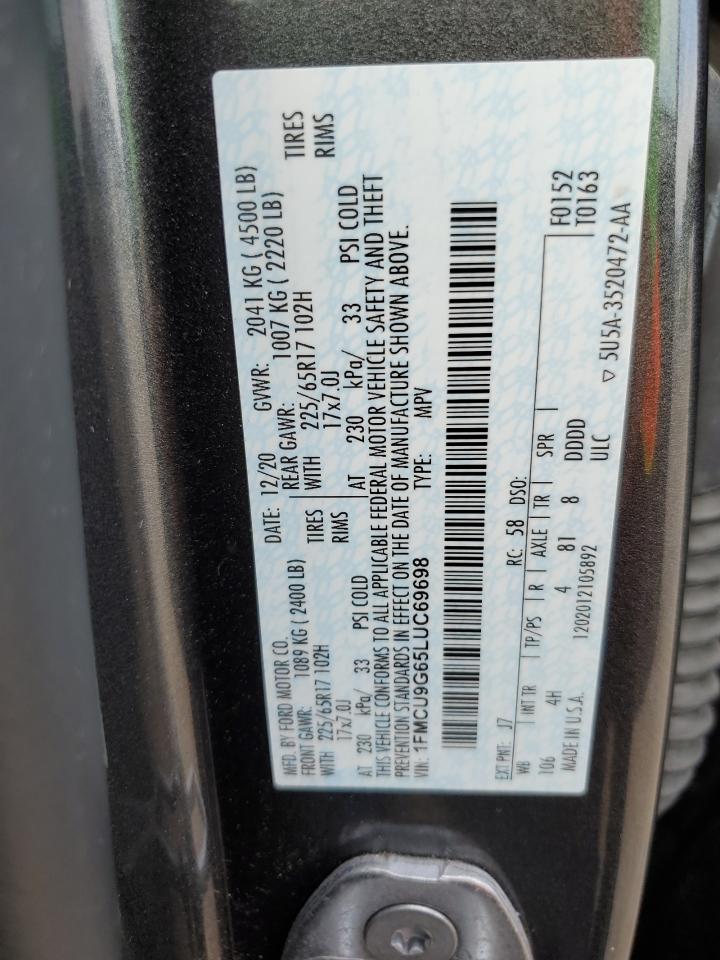 MFD. BY FORD MOTOR CO. DATE: 12/20 GVWR: 2041 KG ( 4500 LB)
FRONT GAWR: 1089 KG ( 2400 LB) REAR GAWR: 1007 KG ( 2220 LB)
WITH 225/65R17 102H TIRES WITH 225/65R17 102H TIRES
17x7.0J RIMS 17x7.0J RIMS
AT 230 kPa/ 33 PSI COLD AT 230 kPa/ 33 PSI COLD
THIS VEHICLE CONFORMS TO ALL APPLICABLE FEDERAL MOTOR VEHICLE SAFETY AND THEFT
PREVENTION STANDARDS IN EFFECT ON THE DATE OF MANUFACTURE SHOWN ABOVE.
VIN: 1FMCU9G65LUC69698 TYPE: MPV
EXT PNT: J7 RC: 58 DSO: F0152
WB INT TR TP/PS R AXLE TR SPR T0163
106 4H 4 81 8 DDDD
MADE IN U.S.A. 1202012105892 ULC ▽ 5U5A-3520472-AA